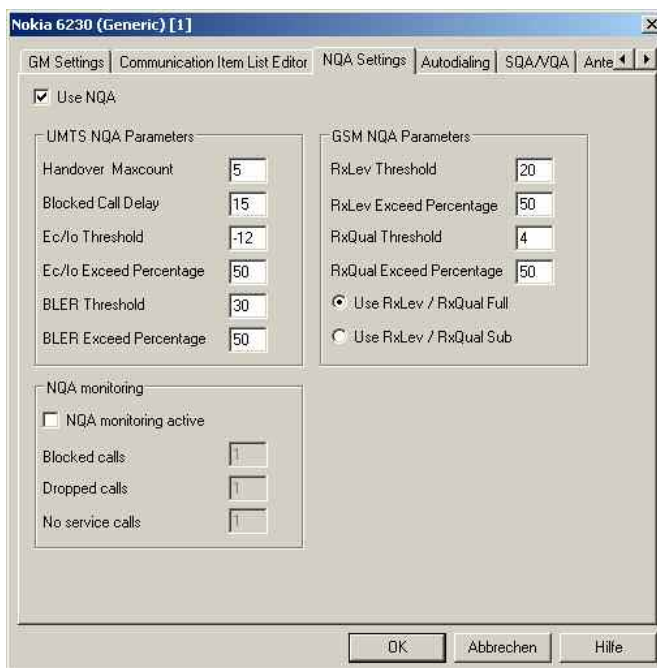 Nokia 6230 (Generic) [1]
GM Settings
Communication Item List Editor
NQA Settings
Autodialing
SQA/VQA
Ante
Use NQA
UMTS NQA Parameters
Handover Maxcount 5
Blocked Call Delay 15
Ec/Io Threshold -12
Ec/Io Exceed Percentage 50
BLER Threshold 30
BLER Exceed Percentage 50
GSM NQA Parameters
RxLev Threshold 20
RxLev Exceed Percentage 50
RxQual Threshold 4
RxQual Exceed Percentage 50
Use RxLev / RxQual Full
Use RxLev / RxQual Sub
NQA monitoring
NQA monitoring active
Blocked calls 1
Dropped calls 1
No service calls 1
OK
Abbrechen
Hilfe